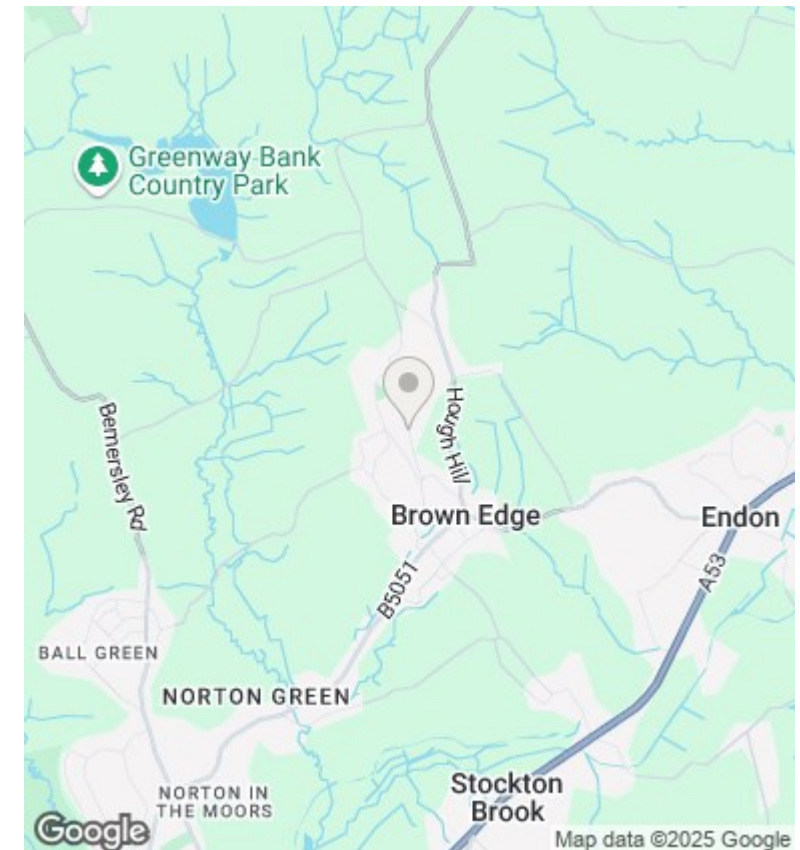 Greenway Bank
Country Park
Hough Hill
Bemersley Rd
Brown Edge
Endon
A53
B5051
BALL GREEN
NORTON GREEN
NORTON IN
THE MOORS
Stockton
Brook
Google
Map data ©2025 Google